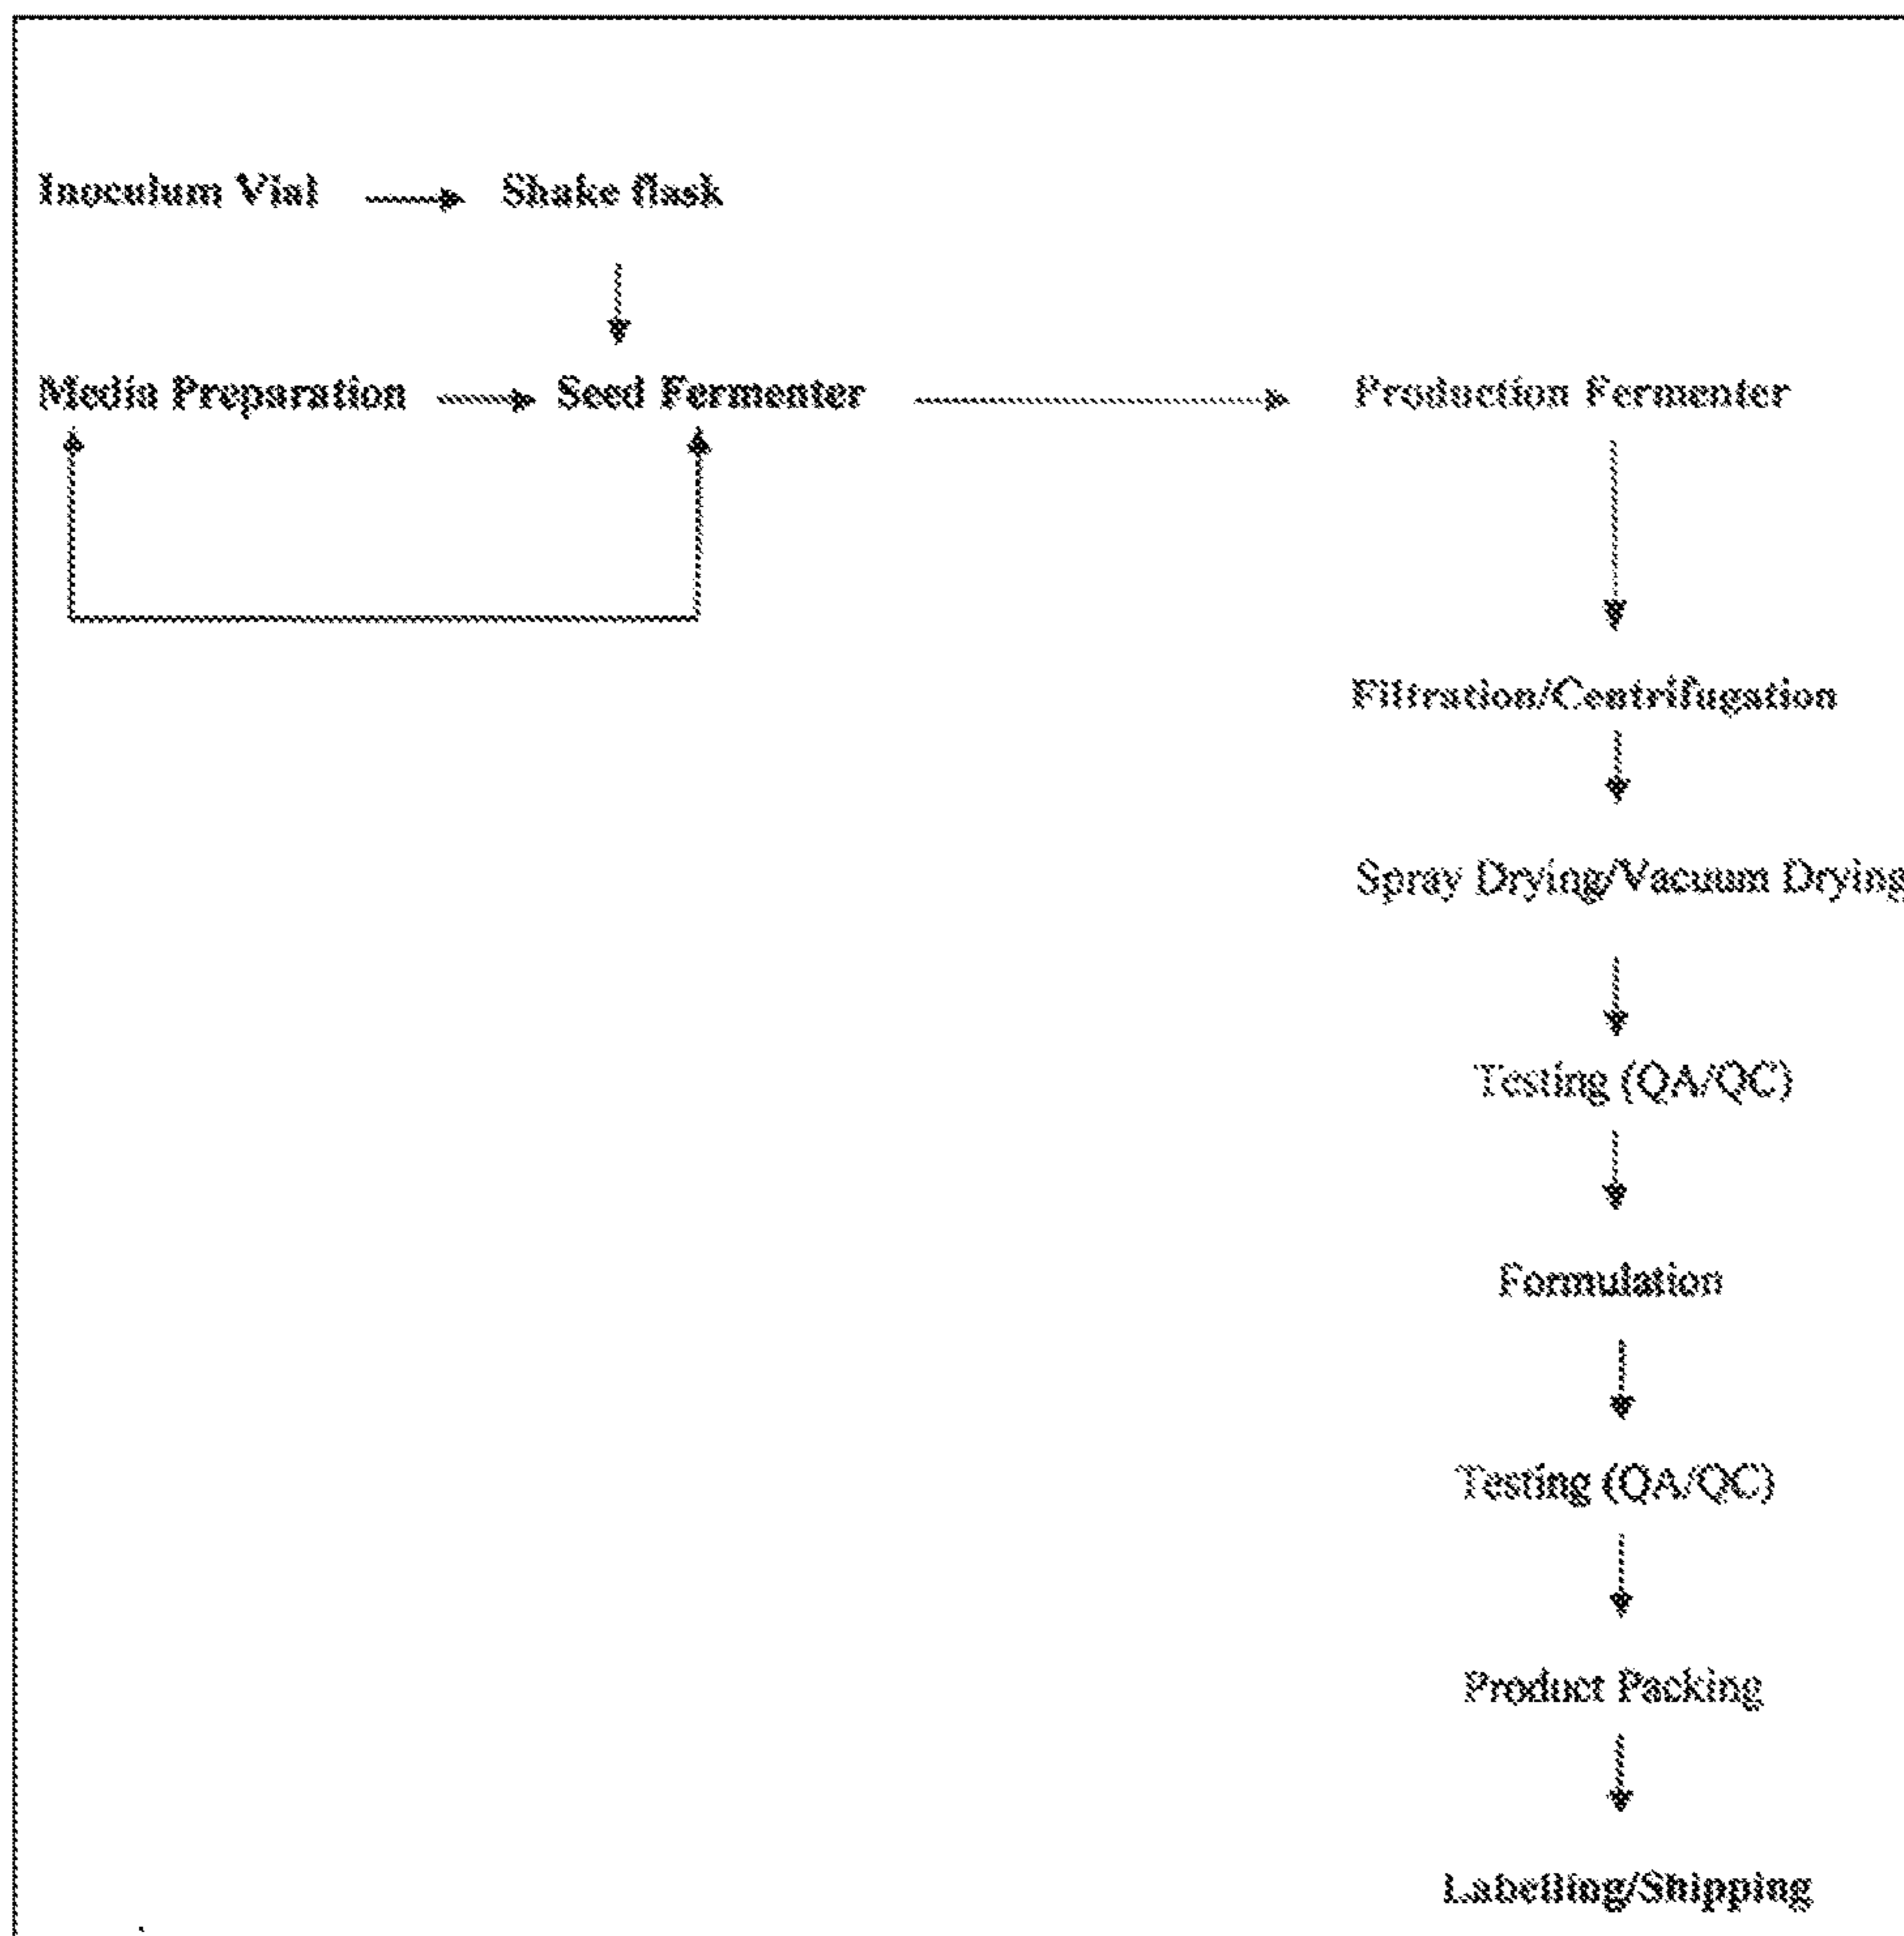 Inoculum Vial Shake flask
Media Preparation Seed Fermenter Production Fermenter
Filtration/Centrifugation
Spray Drying/Vacuum Drying
Testing (QA/QC)
Formulation
Testing (QA/QC)
Product Packing
Labelling/Shipping